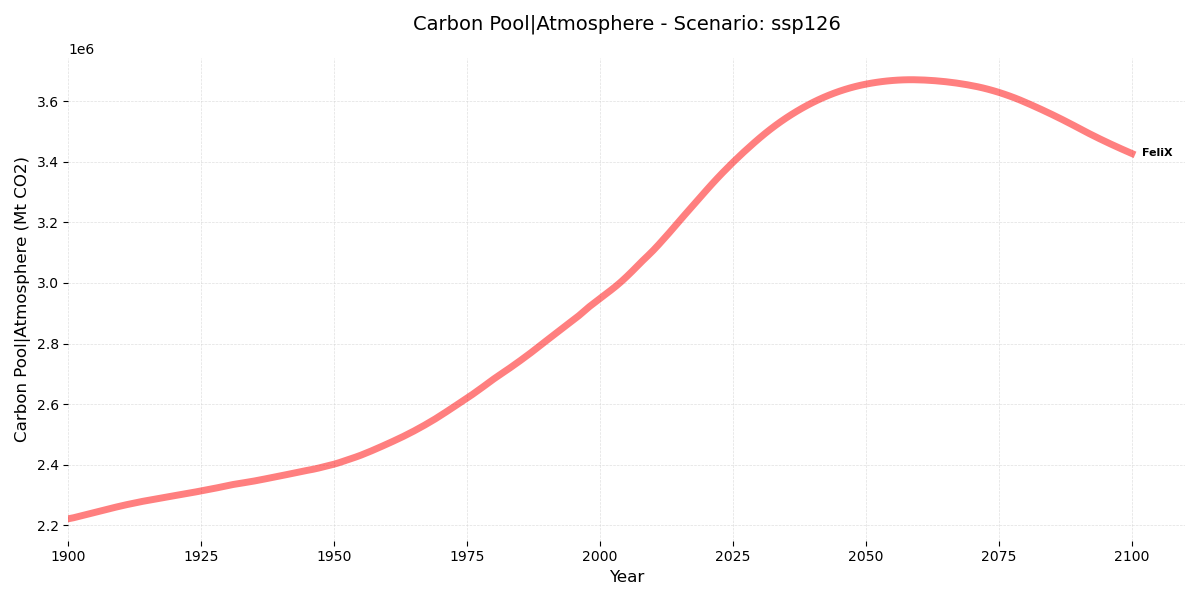 Carbon Pool|Atmosphere - Scenario: ssp126
1e6
3.6
3.4
3.2
3.0
2.8
2.6
2.4
2.2
Carbon Pool|Atmosphere (Mt CO2)
FeliX
1900 1925 1950 1975 2000 2025 2050 2075 2100
Year